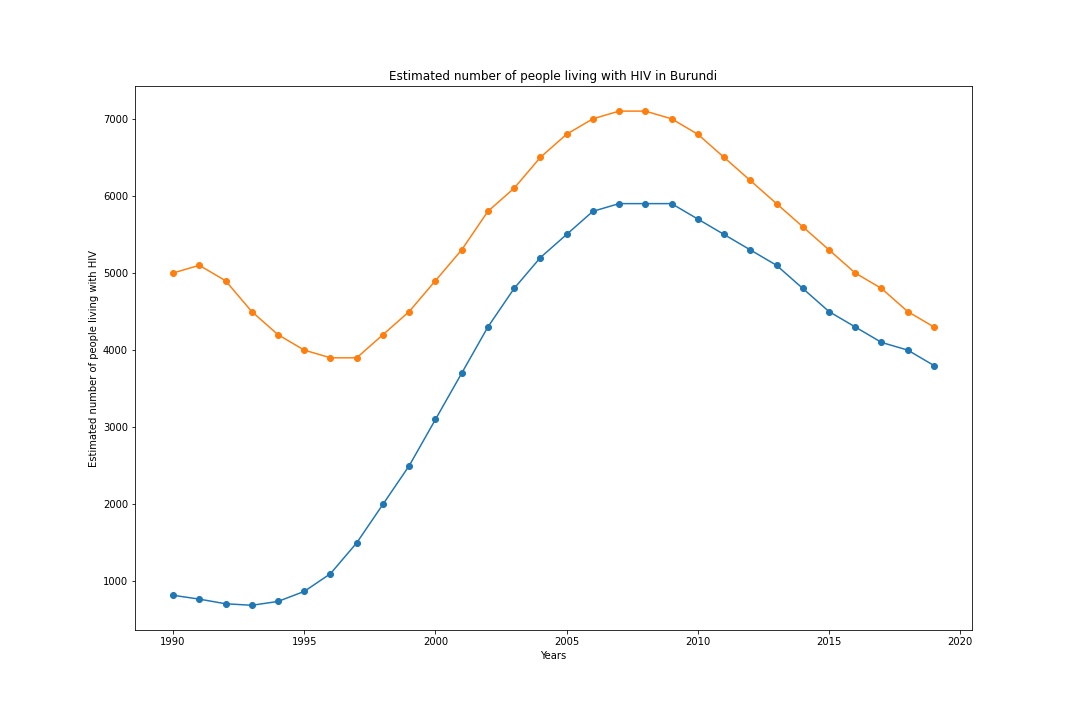 Estimated number of people living with HIV in Burundi
Estimated number of people living with HIV
7000
6000
5000
4000
3000
2000
1000
1990 1995 2000 2005 2010 2015 2020
Years